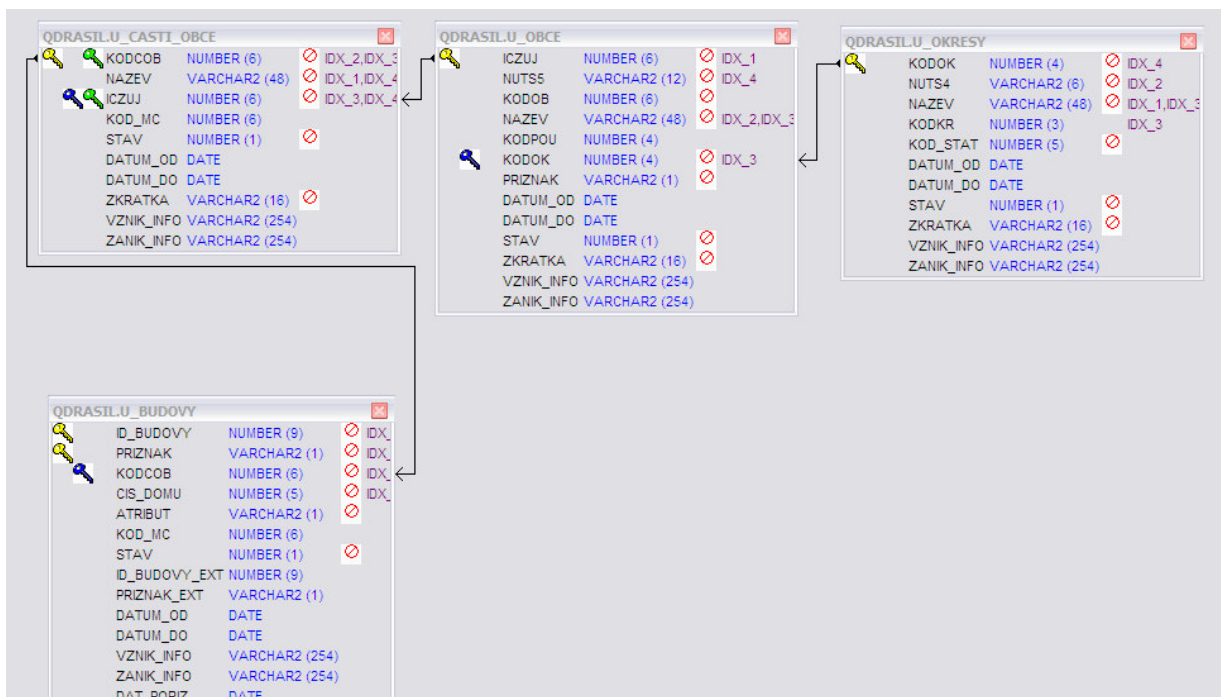 QDRASIL.U_CASTI_OBCE
KODCOB NUMBER (6) IDX_2,IDX_3
NAZEV VARCHAR2 (48) IDX_1,IDX_4
ICZUJ NUMBER (6) IDX_3,IDX_4
KOD_MC NUMBER (6)
STAV NUMBER (1)
DATUM_OD DATE
DATUM_DO DATE
ZKRATKA VARCHAR2 (16)
VZNIK_INFO VARCHAR2 (254)
ZANIK_INFO VARCHAR2 (254)
QDRASIL.U_OBCE
ICZUJ NUMBER (6) IDX_1
NUTS5 VARCHAR2 (12) IDX_4
KODOB NUMBER (6)
NAZEV VARCHAR2 (48) IDX_2,IDX_3
KODPOU NUMBER (4)
KODOK NUMBER (4) IDX_3
PRIZNAK VARCHAR2 (1)
DATUM_OD DATE
DATUM_DO DATE
STAV NUMBER (1)
ZKRATKA VARCHAR2 (16)
VZNIK_INFO VARCHAR2 (254)
ZANIK_INFO VARCHAR2 (254)
QDRASIL.U_OKRESY
KODOK NUMBER (4) IDX_4
NUTS4 VARCHAR2 (6) IDX_2
NAZEV VARCHAR2 (48) IDX_1,IDX_3
KODKR NUMBER (3) IDX_3
KOD_STAT NUMBER (5)
DATUM_OD DATE
DATUM_DO DATE
STAV NUMBER (1)
ZKRATKA VARCHAR2 (16)
VZNIK_INFO VARCHAR2 (254)
ZANIK_INFO VARCHAR2 (254)
QDRASIL.U_BUDOVY
ID_BUDOVY NUMBER (9) IDX_
PRIZNAK VARCHAR2 (1) IDX_
KODCOB NUMBER (6) IDX_
CIS_DOMU NUMBER (5) IDX_
ATRIBUT VARCHAR2 (1)
KOD_MC NUMBER (6)
STAV NUMBER (1)
ID_BUDOVY_EXT NUMBER (9)
PRIZNAK_EXT VARCHAR2 (1)
DATUM_OD DATE
DATUM_DO DATE
VZNIK_INFO VARCHAR2 (254)
ZANIK_INFO VARCHAR2 (254)
DAT_PORIZ DATE